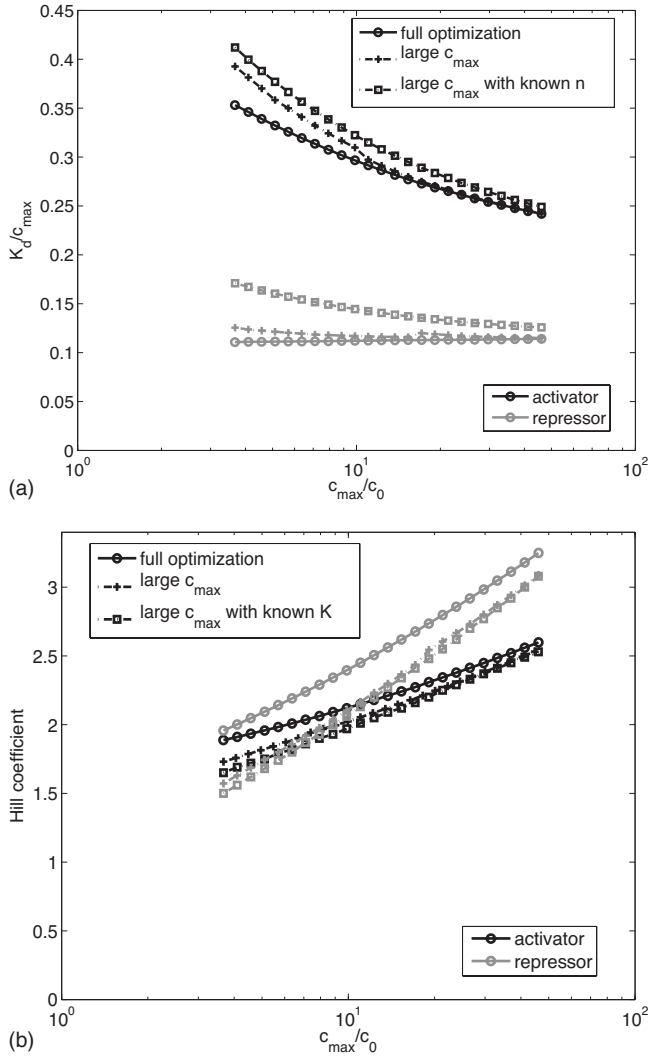 0.45
0.4
0.35
0.3
0.25
0.2
0.15
0.1
0.05
0
K_d/c_max
full optimization
large c_max
large c_max with known n
activator
repressor
10^0
10^1
10^2
c_max/c_0
(a)
3
2.5
2
1.5
1
0.5
0
Hill coefficient
full optimization
large c_max
large c_max with known K
activator
repressor
10^0
10^1
10^2
c_max/c_0
(b)